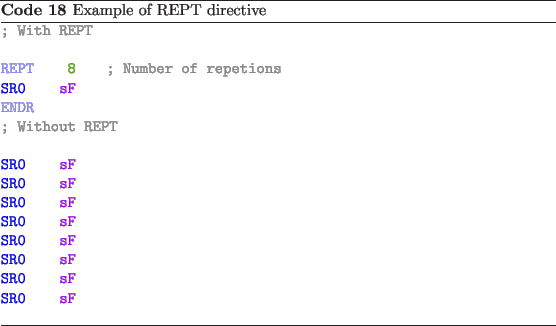 Code 18 Example of REPT directive
; With REPT
REPT 8 ; Number of repetions
SR0 sF
ENDR
; Without REPT
SR0 sF
SR0 sF
SR0 sF
SR0 sF
SR0 sF
SR0 sF
SR0 sF
SR0 sF